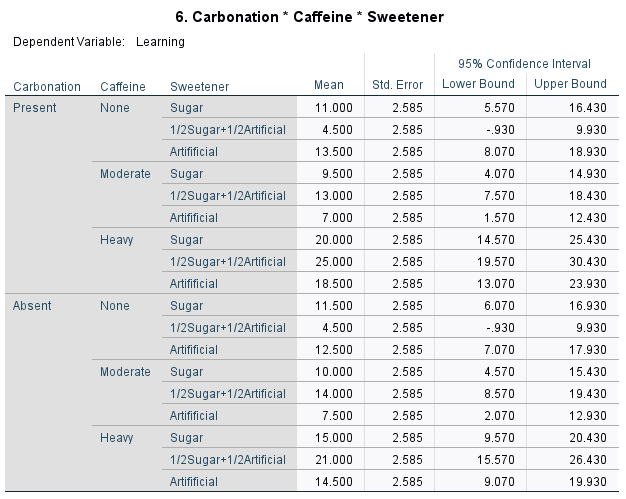 6. Carbonation * Caffeine * Sweetener
Dependent Variable: Learning
95% Confidence Interval
Carbonation Caffeine Sweetener Mean Std. Error Lower Bound Upper Bound
Present None Sugar 11.000 2.585 5.570 16.430
1/2Sugar+1/2Artificial 4.500 2.585 -.930 9.930
Artifificial 13.500 2.585 8.070 18.930
Moderate Sugar 9.500 2.585 4.070 14.930
1/2Sugar+1/2Artificial 13.000 2.585 7.570 18.430
Artifificial 7.000 2.585 1.570 12.430
Heavy Sugar 20.000 2.585 14.570 25.430
1/2Sugar+1/2Artificial 25.000 2.585 19.570 30.430
Artifificial 18.500 2.585 13.070 23.930
Absent None Sugar 11.500 2.585 6.070 16.930
1/2Sugar+1/2Artificial 4.500 2.585 -.930 9.930
Artifificial 12.500 2.585 7.070 17.930
Moderate Sugar 10.000 2.585 4.570 15.430
1/2Sugar+1/2Artificial 14.000 2.585 8.570 19.430
Artifificial 7.500 2.585 2.070 12.930
Heavy Sugar 15.000 2.585 9.570 20.430
1/2Sugar+1/2Artificial 21.000 2.585 15.570 26.430
Artifificial 14.500 2.585 9.070 19.930